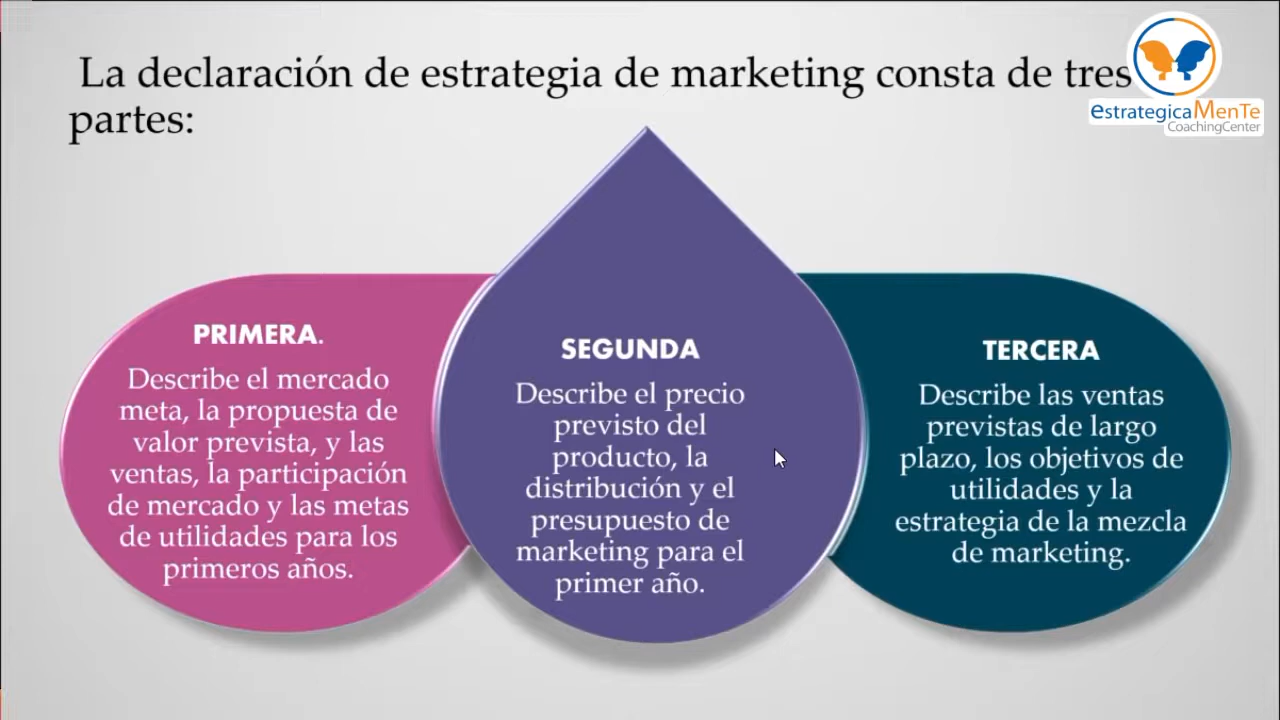 La declaración de estrategia de marketing consta de tres
partes:
estrategicaMenTe
CoachingCenter
PRIMERA.
Describe el mercado
meta, la propuesta de
valor prevista, y las
ventas, la participación
de mercado y las metas
de utilidades para los
primeros años.
SEGUNDA
Describe el precio
previsto del
producto, la
distribución y el
presupuesto de
marketing para el
primer año.
TERCERA
Describe las ventas
previstas de largo
plazo, los objetivos de
utilidades y la
estrategia de la mezcla
de marketing.